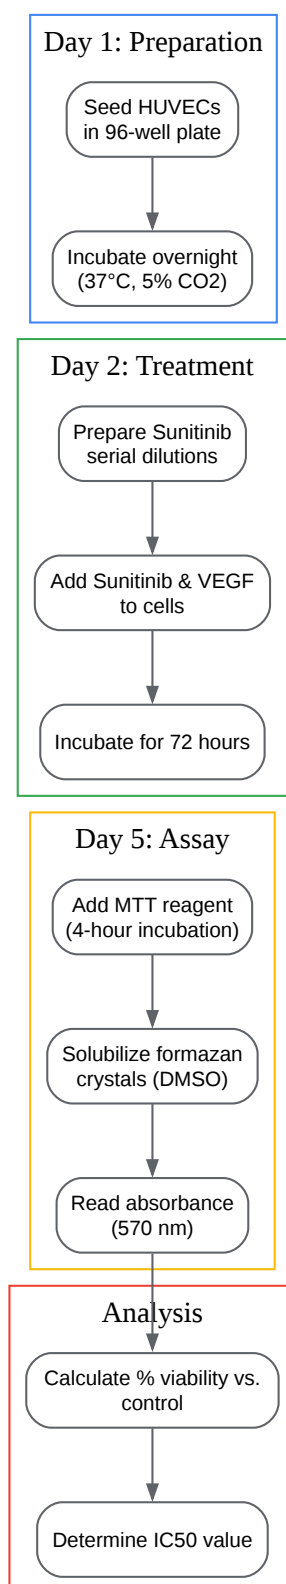 Day 1: Preparation
Seed HUVECs
in 96-well plate
Incubate overnight
(37°C, 5% CO2)
Day 2: Treatment
Prepare Sunitinib
serial dilutions
Add Sunitinib & VEGF
to cells
Incubate for 72 hours
Day 5: Assay
Add MTT reagent
(4-hour incubation)
Solubilize formazan
crystals (DMSO)
Read absorbance
(570 nm)
Analysis
Calculate % viability vs.
control
Determine IC50 value